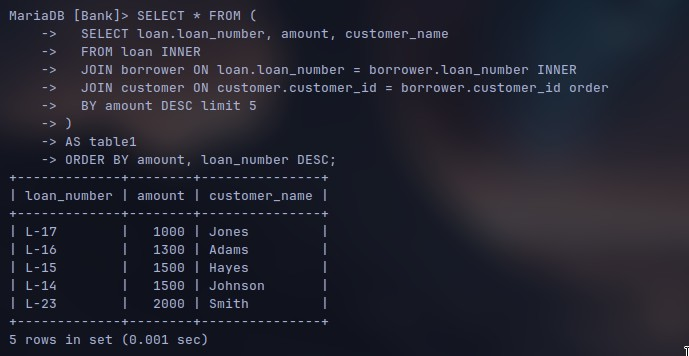 MariaDB [Bank]> SELECT * FROM (
    ->   SELECT loan.loan_number, amount, customer_name
    ->   FROM loan INNER
    ->   JOIN borrower ON loan.loan_number = borrower.loan_number INNER
    ->   JOIN customer ON customer.customer_id = borrower.customer_id order
    ->   BY amount DESC limit 5
    -> )
    -> AS table1
    -> ORDER BY amount, loan_number DESC;
+-------------+--------+---------------+
| loan_number | amount | customer_name |
+-------------+--------+---------------+
| L-17        |   1000 | Jones         |
| L-16        |   1300 | Adams         |
| L-15        |   1500 | Hayes         |
| L-14        |   1500 | Johnson       |
| L-23        |   2000 | Smith         |
+-------------+--------+---------------+
5 rows in set (0.001 sec)